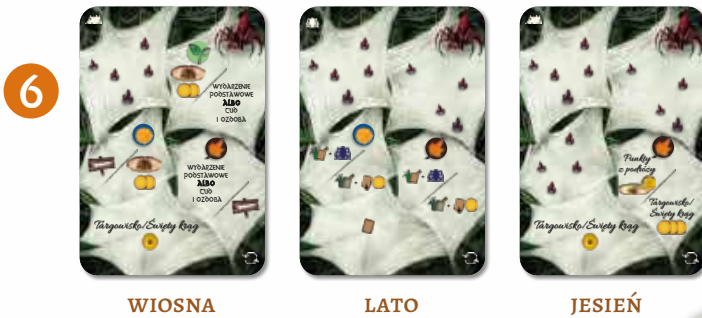 6
WYDARZENIE
PODSTAWOWE
ALBO
CUD
I OZDOBA
WYDARZENIE
PODSTAWOWE
ALBO
CUD
I OZDOBA
Targowisko/Święty krąg
Punkty
z podróży
Targowisko/
Święty krąg
Targowisko/Święty krąg
WIOSNA
LATO
JESIEŃ